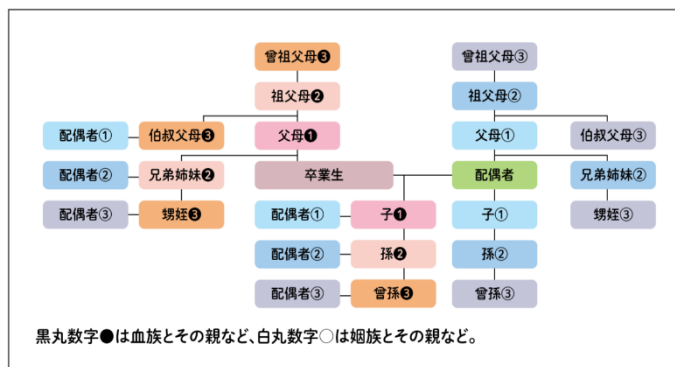 曾祖父母❸
曾祖父母③
祖父母❷
祖父母②
配偶者①
伯叔父母❸
父母❶
父母①
伯叔父母③
配偶者②
兄弟姉妹❷
卒業生
配偶者
兄弟姉妹②
配偶者③
甥姪❸
配偶者①
子❶
子①
甥姪③
配偶者②
孫❷
孫②
配偶者③
曾孫❸
曾孫③
黒丸数字●は血族とその親など、白丸数字○は姻族とその親など。